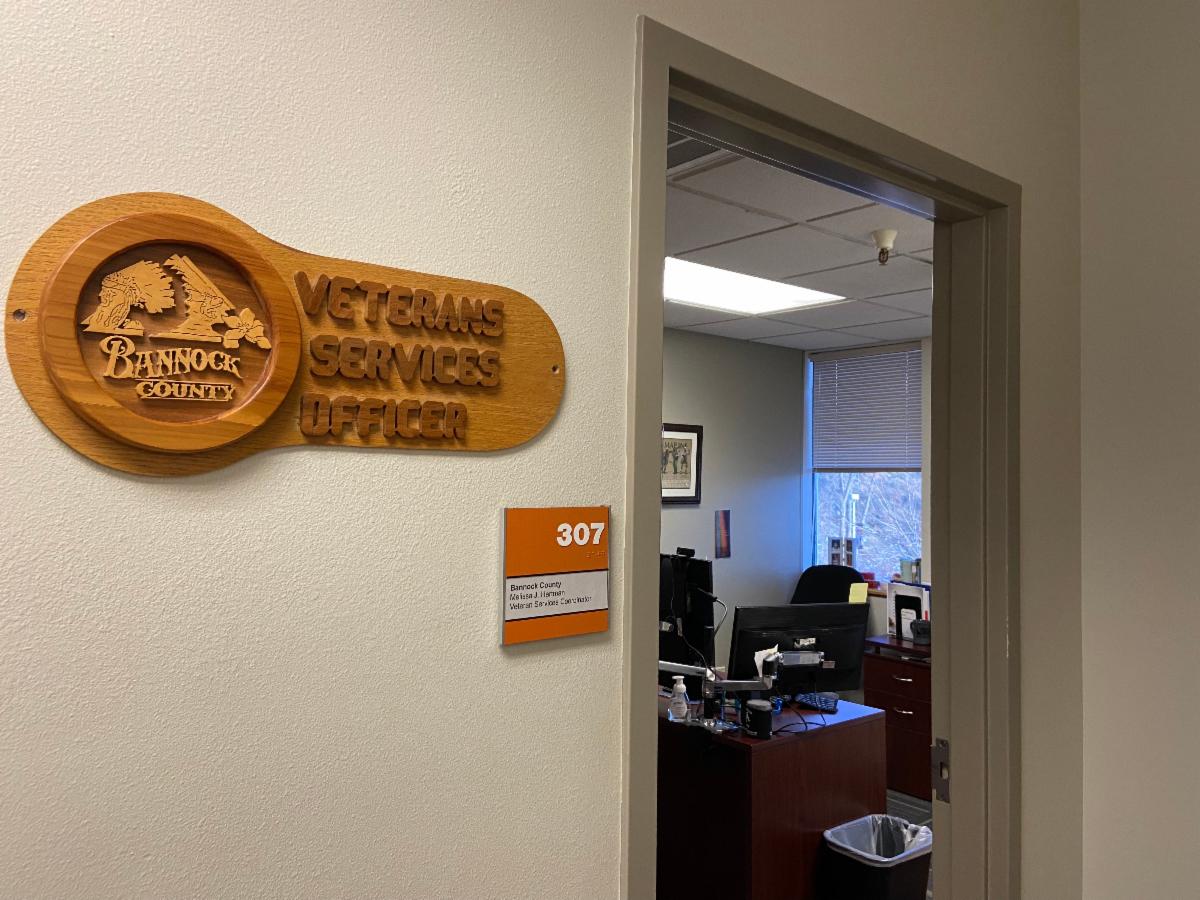 BANNOCK
COUNTY
VETERANS
SERVICES
OFFICER
307
Bannock County
Melissa J. Hartman
Veteran Services Coordinator